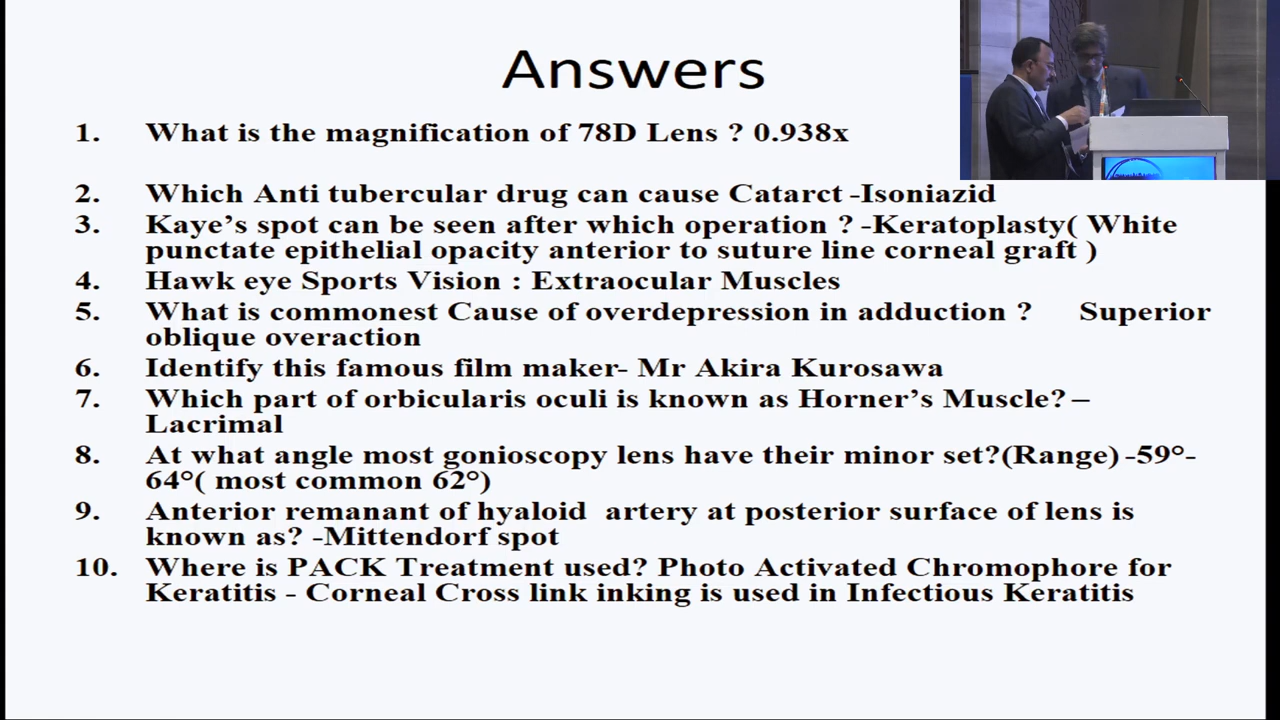 Answers
1. What is the magnification of 78D Lens ? 0.938x
2. Which Anti tubercular drug can cause Catarct -Isoniazid
3. Kaye's spot can be seen after which operation ? -Keratoplasty( White
punctate epithelial opacity anterior to suture line corneal graft )
4. Hawk eye Sports Vision : Extraocular Muscles
5. What is commonest Cause of overdepression in adduction ? Superior
oblique overaction
6. Identify this famous film maker- Mr Akira Kurosawa
7. Which part of orbicularis oculi is known as Horner's Muscle? –
Lacrimal
8. At what angle most gonioscopy lens have their minor set?(Range) -59°-
64°( most common 62°)
9. Anterior remanant of hyaloid artery at posterior surface of lens is
known as? -Mittendorf spot
10. Where is PACK Treatment used? Photo Activated Chromophore for
Keratitis - Corneal Cross link inking is used in Infectious Keratitis